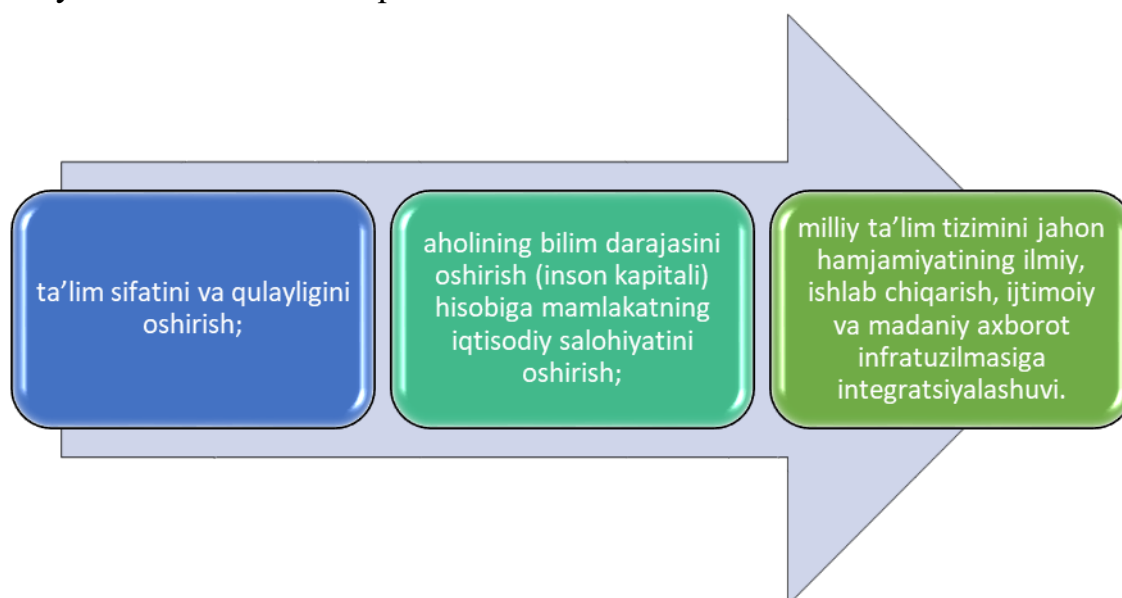 ta’lim sifatini va qulayligini
oshirish;
aholining bilim darajasini
oshirish (inson kapitali)
hisobiga mamlakatning
iqtisodiy salohiyatini
oshirish;
milliy ta’lim tizimini jahon
hamjamiyatining ilmiy,
ishlab chiqarish, ijtimoiy
va madaniy axborot
infratuzilmasiga
integratsiyalashuvi.